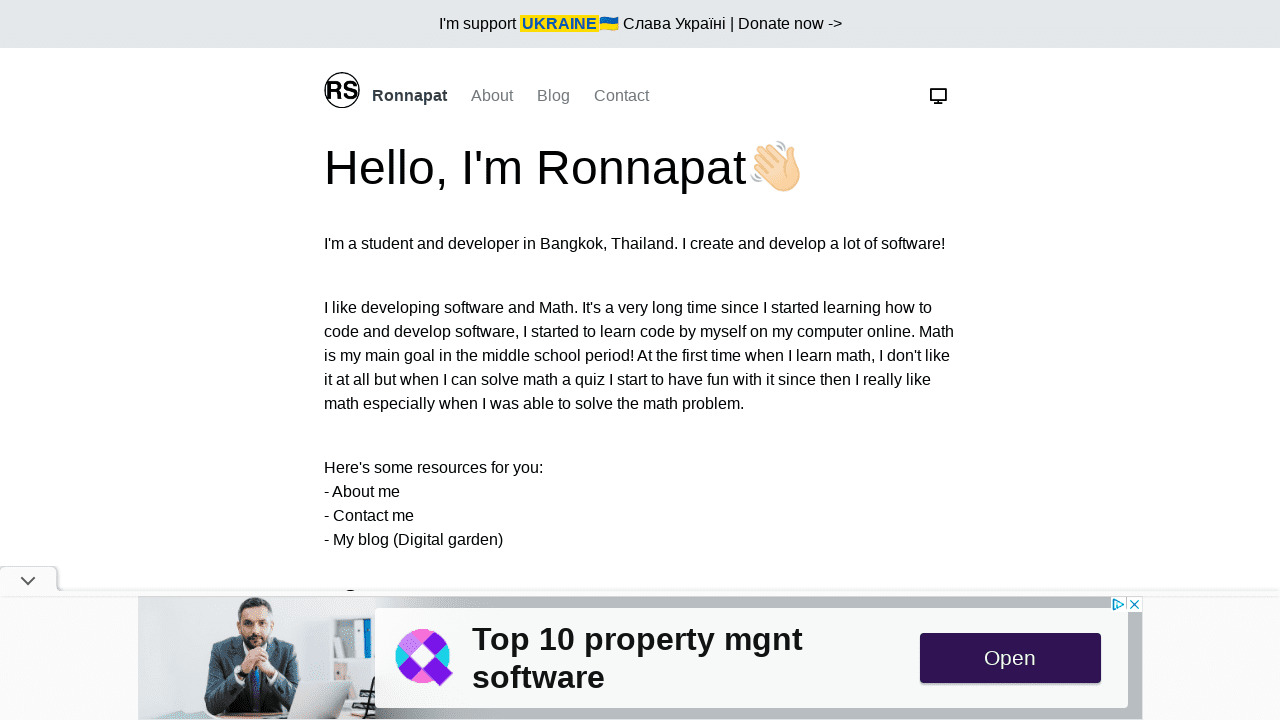 I'm support UKRAINE🇺🇦 Слава Україні | Donate now ->
RS Ronnapat About Blog Contact
Hello, I'm Ronnapat👋🏻
I'm a student and developer in Bangkok, Thailand. I create and develop a lot of software!
I like developing software and Math. It's a very long time since I started learning how to
code and develop software, I started to learn code by myself on my computer online. Math
is my main goal in the middle school period! At the first time when I learn math, I don't like
it at all but when I can solve math a quiz I start to have fun with it since then I really like
math especially when I was able to solve the math problem.
Here's some resources for you:
- About me
- Contact me
- My blog (Digital garden)
Top 10 property mgnt
software
Open